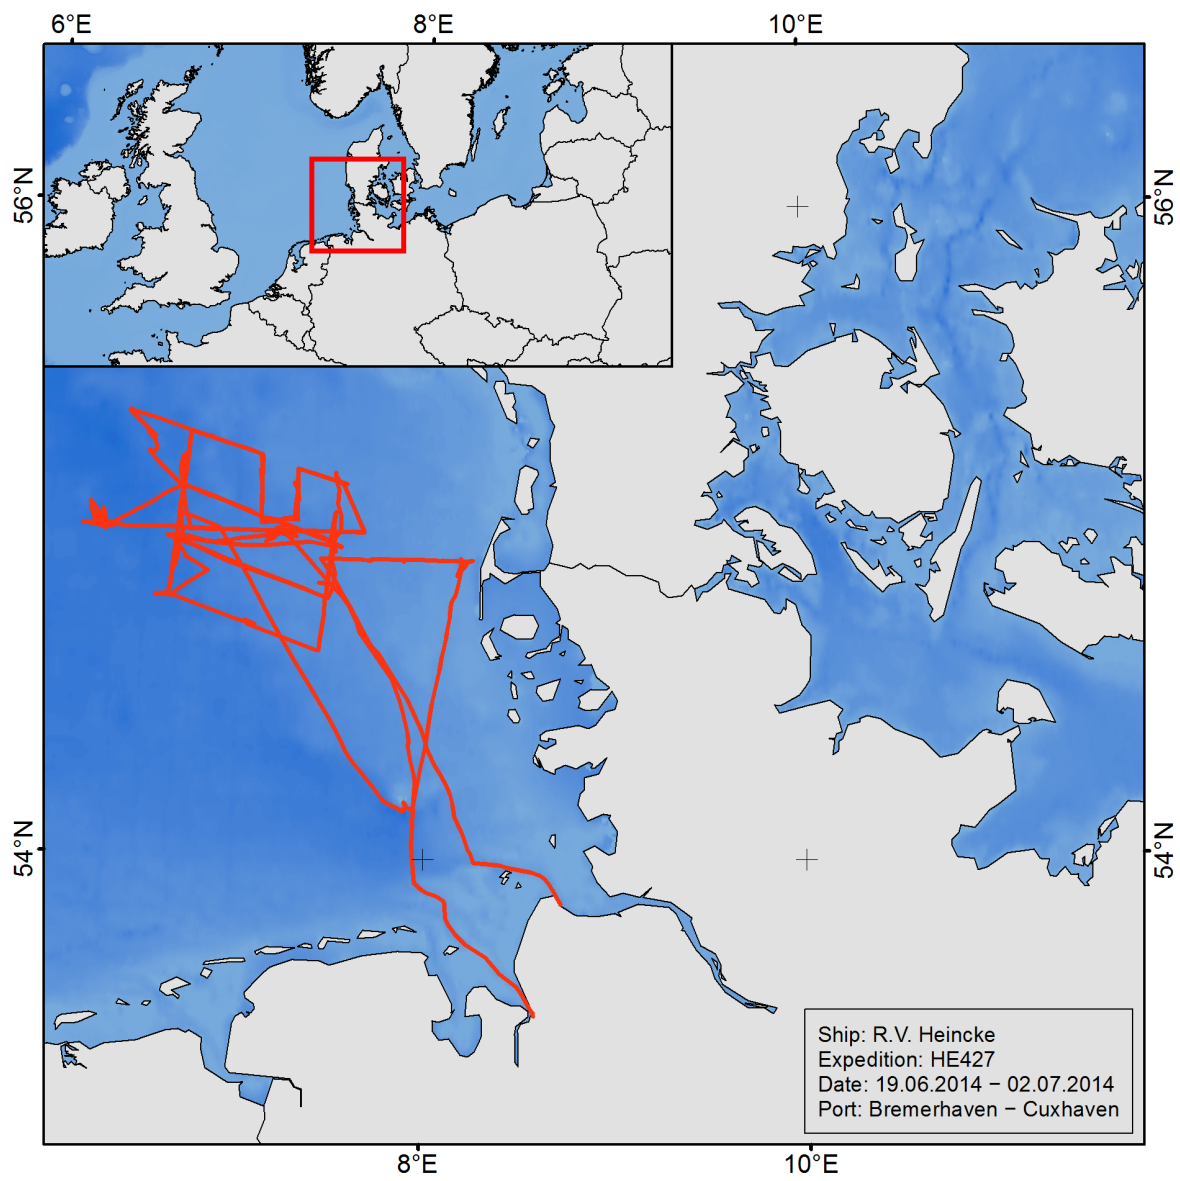 6°E 8°E 10°E
56°N 56°N
54°N 54°N
Ship: R.V. Heincke
Expedition: HE427
Date: 19.06.2014 – 02.07.2014
Port: Bremerhaven – Cuxhaven
8°E 10°E